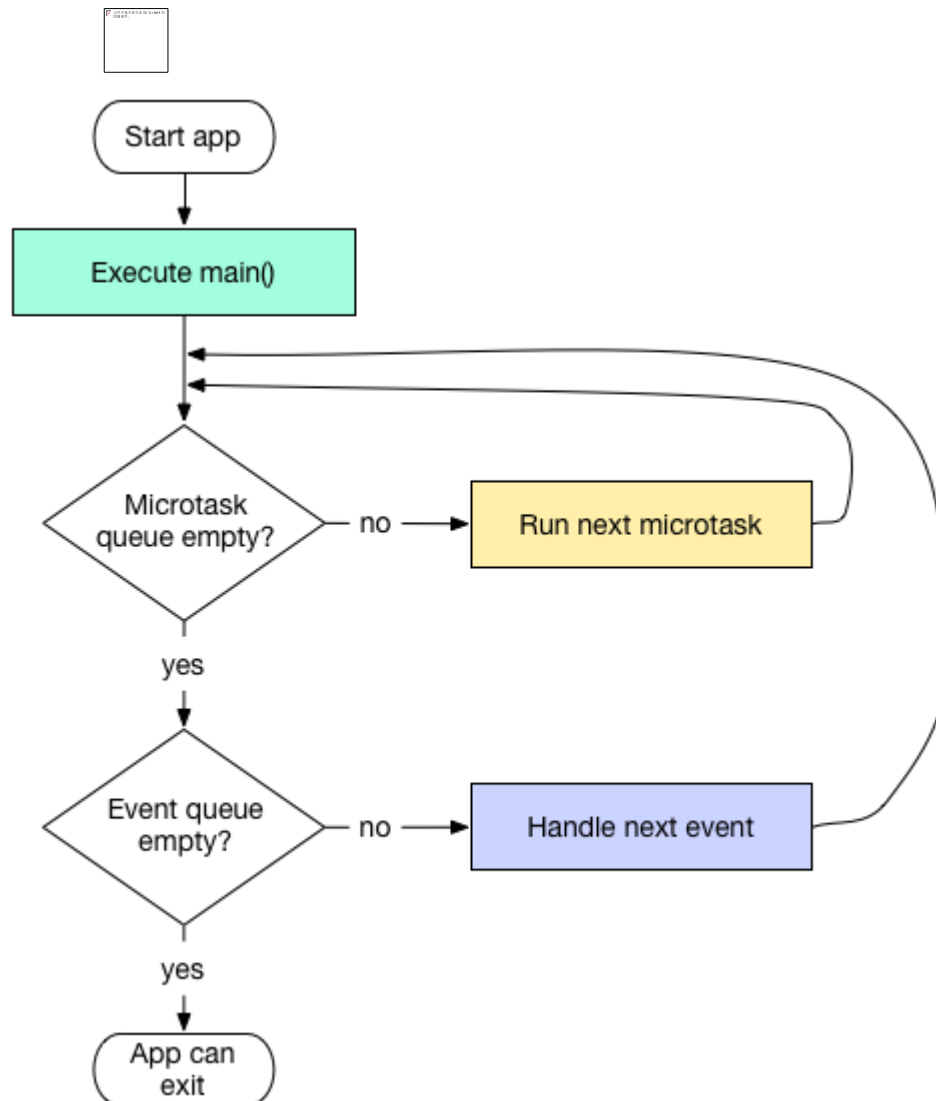 Start app
Execute main()
Microtask
queue empty?
no
Run next microtask
yes
Event queue
empty?
no
Handle next event
yes
App can
exit